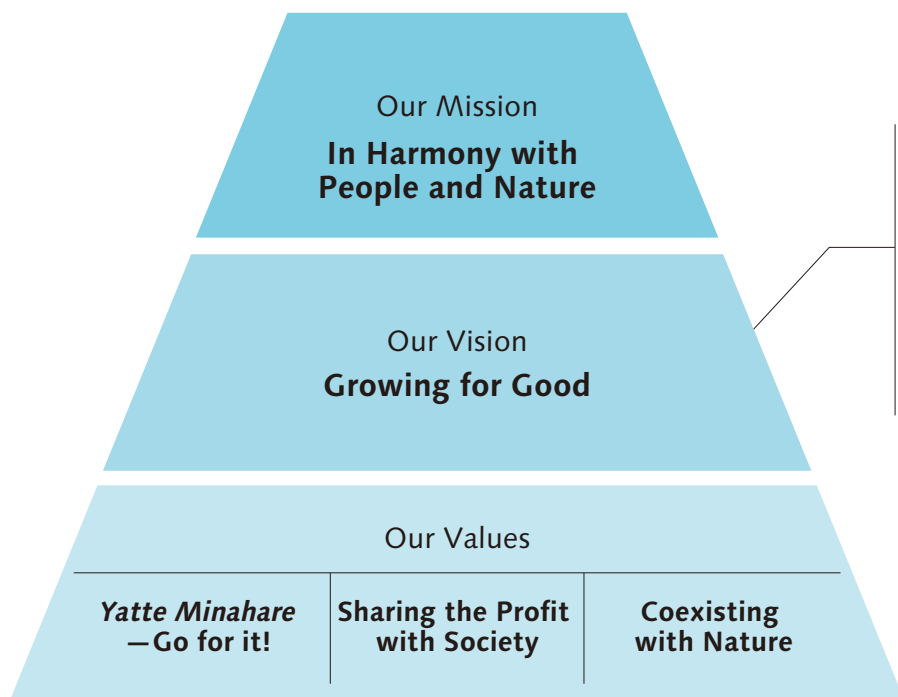 Our Mission
In Harmony with
People and Nature
Our Vision
Growing for Good
Our Values
Yatte Minahare
—Go for it!
Sharing the Profit
with Society
Coexisting
with Nature